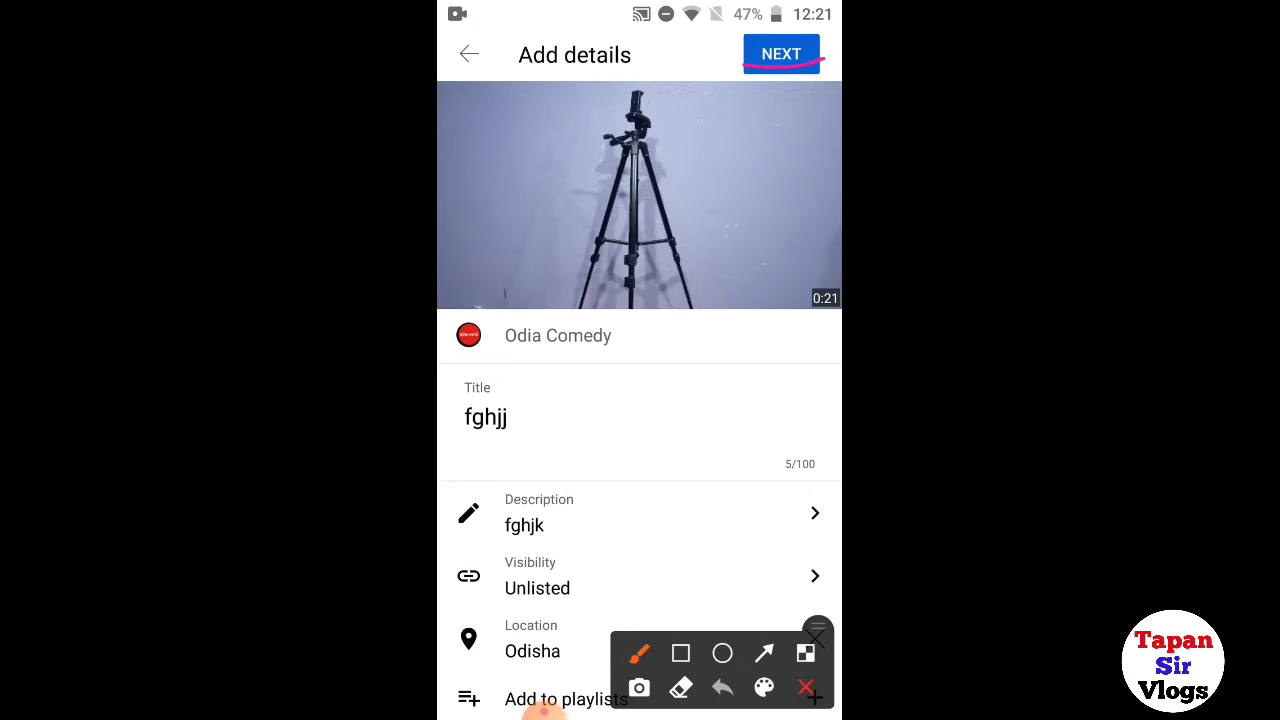 47% 12:21
Add details
NEXT
0:21
Odia Comedy
Title
fghjj
5/100
Description
fghjk
Visibility
Unlisted
Location
Odisha
Add to playlists
Tapan
Sir
Vlogs